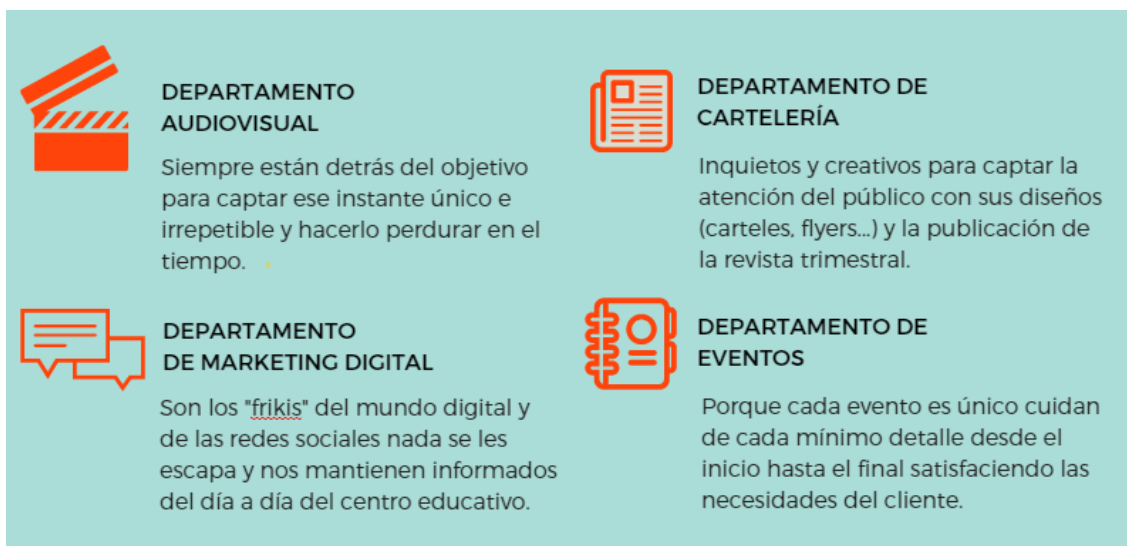 DEPARTAMENTO
AUDIOVISUAL
Siempre están detrás del objetivo
para captar ese instante único e
irrepetible y hacerlo perdurar en el
tiempo.
DEPARTAMENTO DE
CARTELERÍA
Inquietos y creativos para captar la
atención del público con sus diseños
(carteles, flyers...) y la publicación de
la revista trimestral.
DEPARTAMENTO
DE MARKETING DIGITAL
Son los "frikis" del mundo digital y
de las redes sociales nada se les
escapa y nos mantienen informados
del día a día del centro educativo.
DEPARTAMENTO DE
EVENTOS
Porque cada evento es único cuidan
de cada mínimo detalle desde el
inicio hasta el final satisfaciendo las
necesidades del cliente.